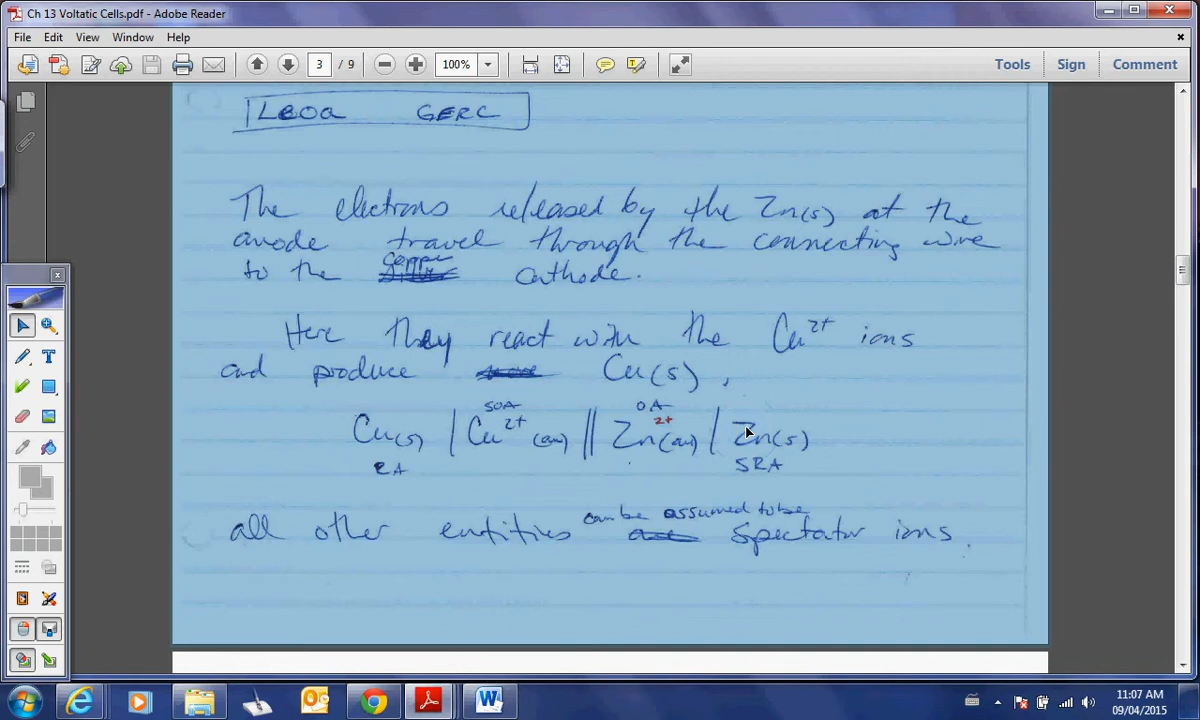 Ch 13 Voltatic Cells.pdf - Adobe Reader
File Edit View Window Help
3 / 9 100% Tools Sign Comment
LEOA GERC
The electrons released by the Zn(s) at the
anode travel through the connecting wire
to the copper cathode.
Here they react with the Cu2+ ions
and produce Cu(s).
SOA OA
Cu(s) | Cu2+(aq) || Zn2+(aq) | Zn(s)
RA SRA
can be assumed to be
all other entities spectator ions.
11:07 AM
09/04/2015